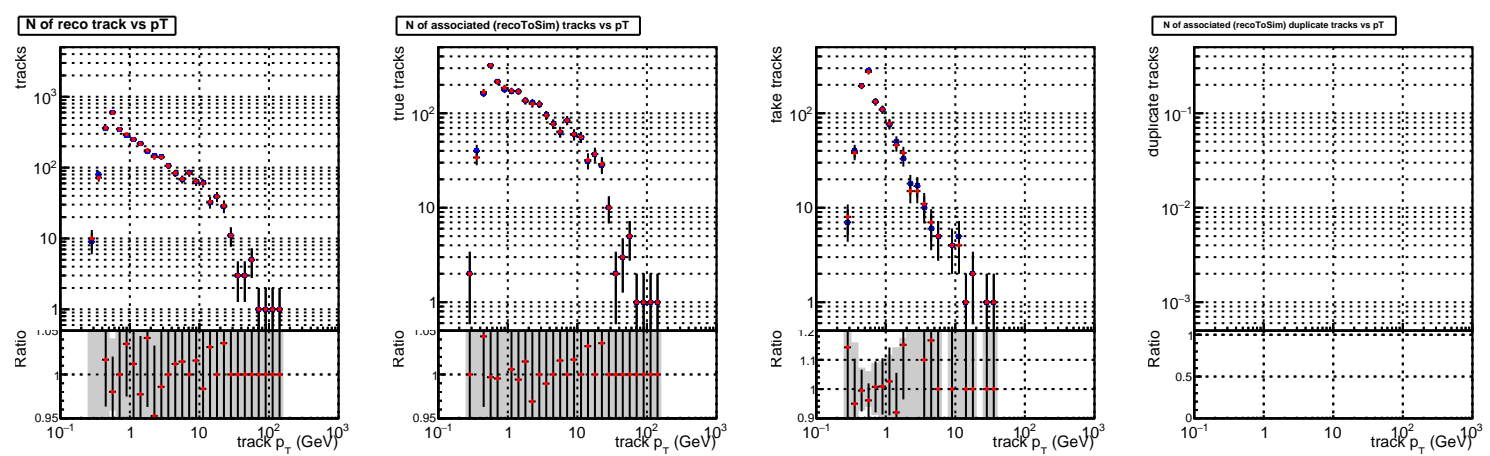 N of reco track vs pT
tracks
10³
10²
10
1
Ratio
1.05
1
0.95
10⁻¹ 1 10 10² 10³
track p_T (GeV)
N of associated (recoToSim) tracks vs pT
true tracks
10²
10
1
Ratio
1.05
1
0.95
10⁻¹ 1 10 10² 10³
track p_T (GeV)
fake tracks
10²
10
1
Ratio
1.2
1.1
1
0.9
10⁻¹ 1 10 10² 10³
track p_T (GeV)
N of associated (recoToSim) duplicate tracks vs pT
duplicate tracks
10⁻¹
10⁻²
10⁻³
Ratio
1
0.5
0
10⁻¹ 1 10 10² 10³
track p_T (GeV)